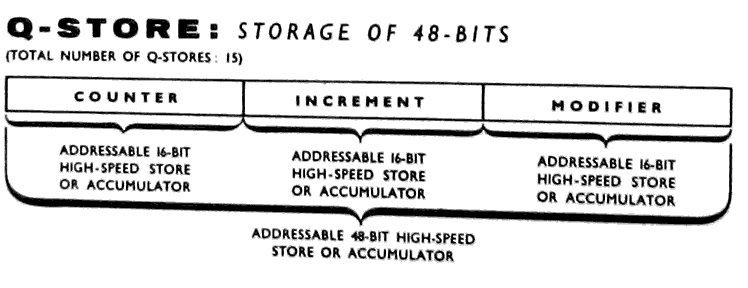 Q-STORE: STORAGE OF 48-BITS
(TOTAL NUMBER OF Q-STORES: 15)
COUNTER INCREMENT MODIFIER
ADDRESSABLE 16-BIT
HIGH-SPEED STORE
OR ACCUMULATOR
ADDRESSABLE 16-BIT
HIGH-SPEED STORE
OR ACCUMULATOR
ADDRESSABLE 16-BIT
HIGH-SPEED STORE
OR ACCUMULATOR
ADDRESSABLE 48-BIT HIGH-SPEED
STORE OR ACCUMULATOR